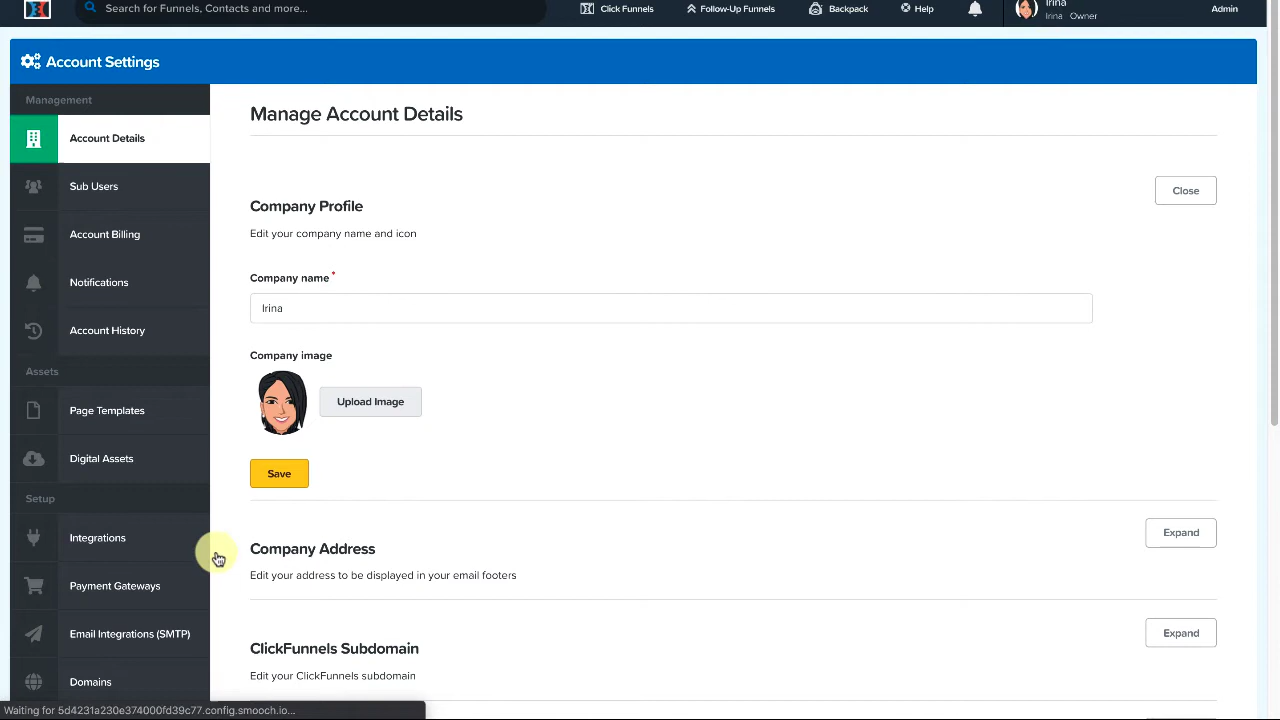 Search for Funnels, Contacts and more...
Click Funnels
Follow-Up Funnels
Backpack
Help
Irina
Irina Owner
Admin
Account Settings
Management
Account Details
Sub Users
Account Billing
Notifications
Account History
Assets
Page Templates
Digital Assets
Setup
Integrations
Payment Gateways
Email Integrations (SMTP)
Domains
Manage Account Details
Close
Company Profile
Edit your company name and icon
Company name *
Irina
Company image
Upload Image
Save
Expand
Company Address
Edit your address to be displayed in your email footers
Expand
ClickFunnels Subdomain
Edit your ClickFunnels subdomain
Waiting for 5d4231a230e374000fd39c77.config.smooch.io...